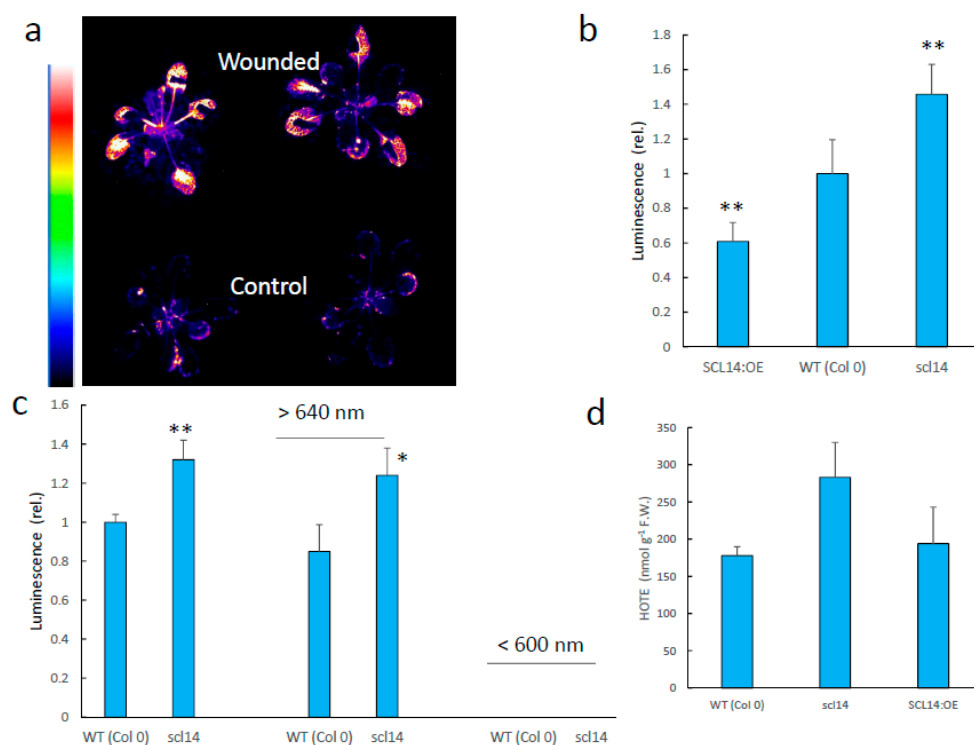 a
Wounded
Control
b
Luminescence (rel.)
1.8
1.6
1.4
1.2
1
0.8
0.6
0.4
0.2
0
**
**
SCL14:OE
WT (Col 0)
scl14
c
Luminescence (rel.)
1.6
1.4
1.2
1
0.8
0.6
0.4
0.2
0
**
> 640 nm
*
< 600 nm
WT (Col 0)
scl14
WT (Col 0)
scl14
WT (Col 0)
scl14
d
HOTE (nmol g⁻¹ F.W.)
350
300
250
200
150
100
50
0
WT (Col 0)
scl14
SCL14:OE